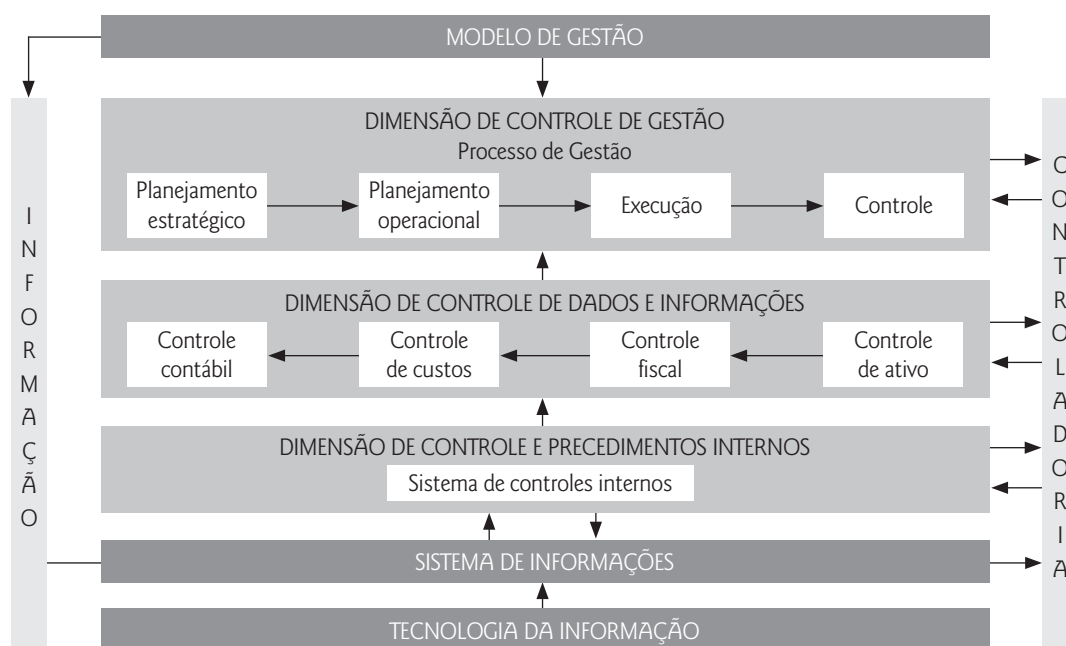 MODELO DE GESTÃO
DIMENSÃO DE CONTROLE DE GESTÃO
Processo de Gestão
Planejamento
estratégico
Planejamento
operacional
Execução
Controle
DIMENSÃO DE CONTROLE DE DADOS E INFORMAÇÕES
Controle
contábil
Controle
de custos
Controle
fiscal
Controle
de ativo
DIMENSÃO DE CONTROLE E PRECEDIMENTOS INTERNOS
Sistema de controles internos
SISTEMA DE INFORMAÇÕES
TECNOLOGIA DA INFORMAÇÃO
INFORMAÇÃO
CONTROLADORIA